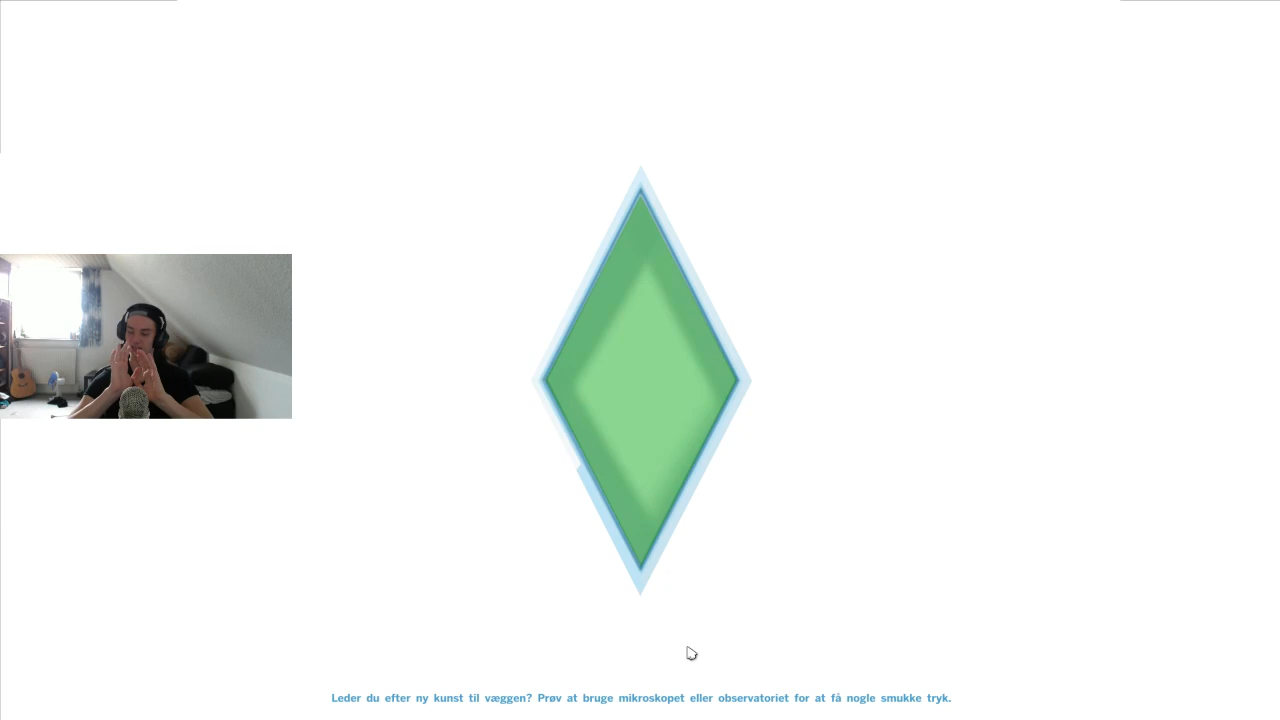 Leder du efter ny kunst til væggen? Prøv at bruge mikroskopet eller observatoriet for at få nogle smukke tryk.